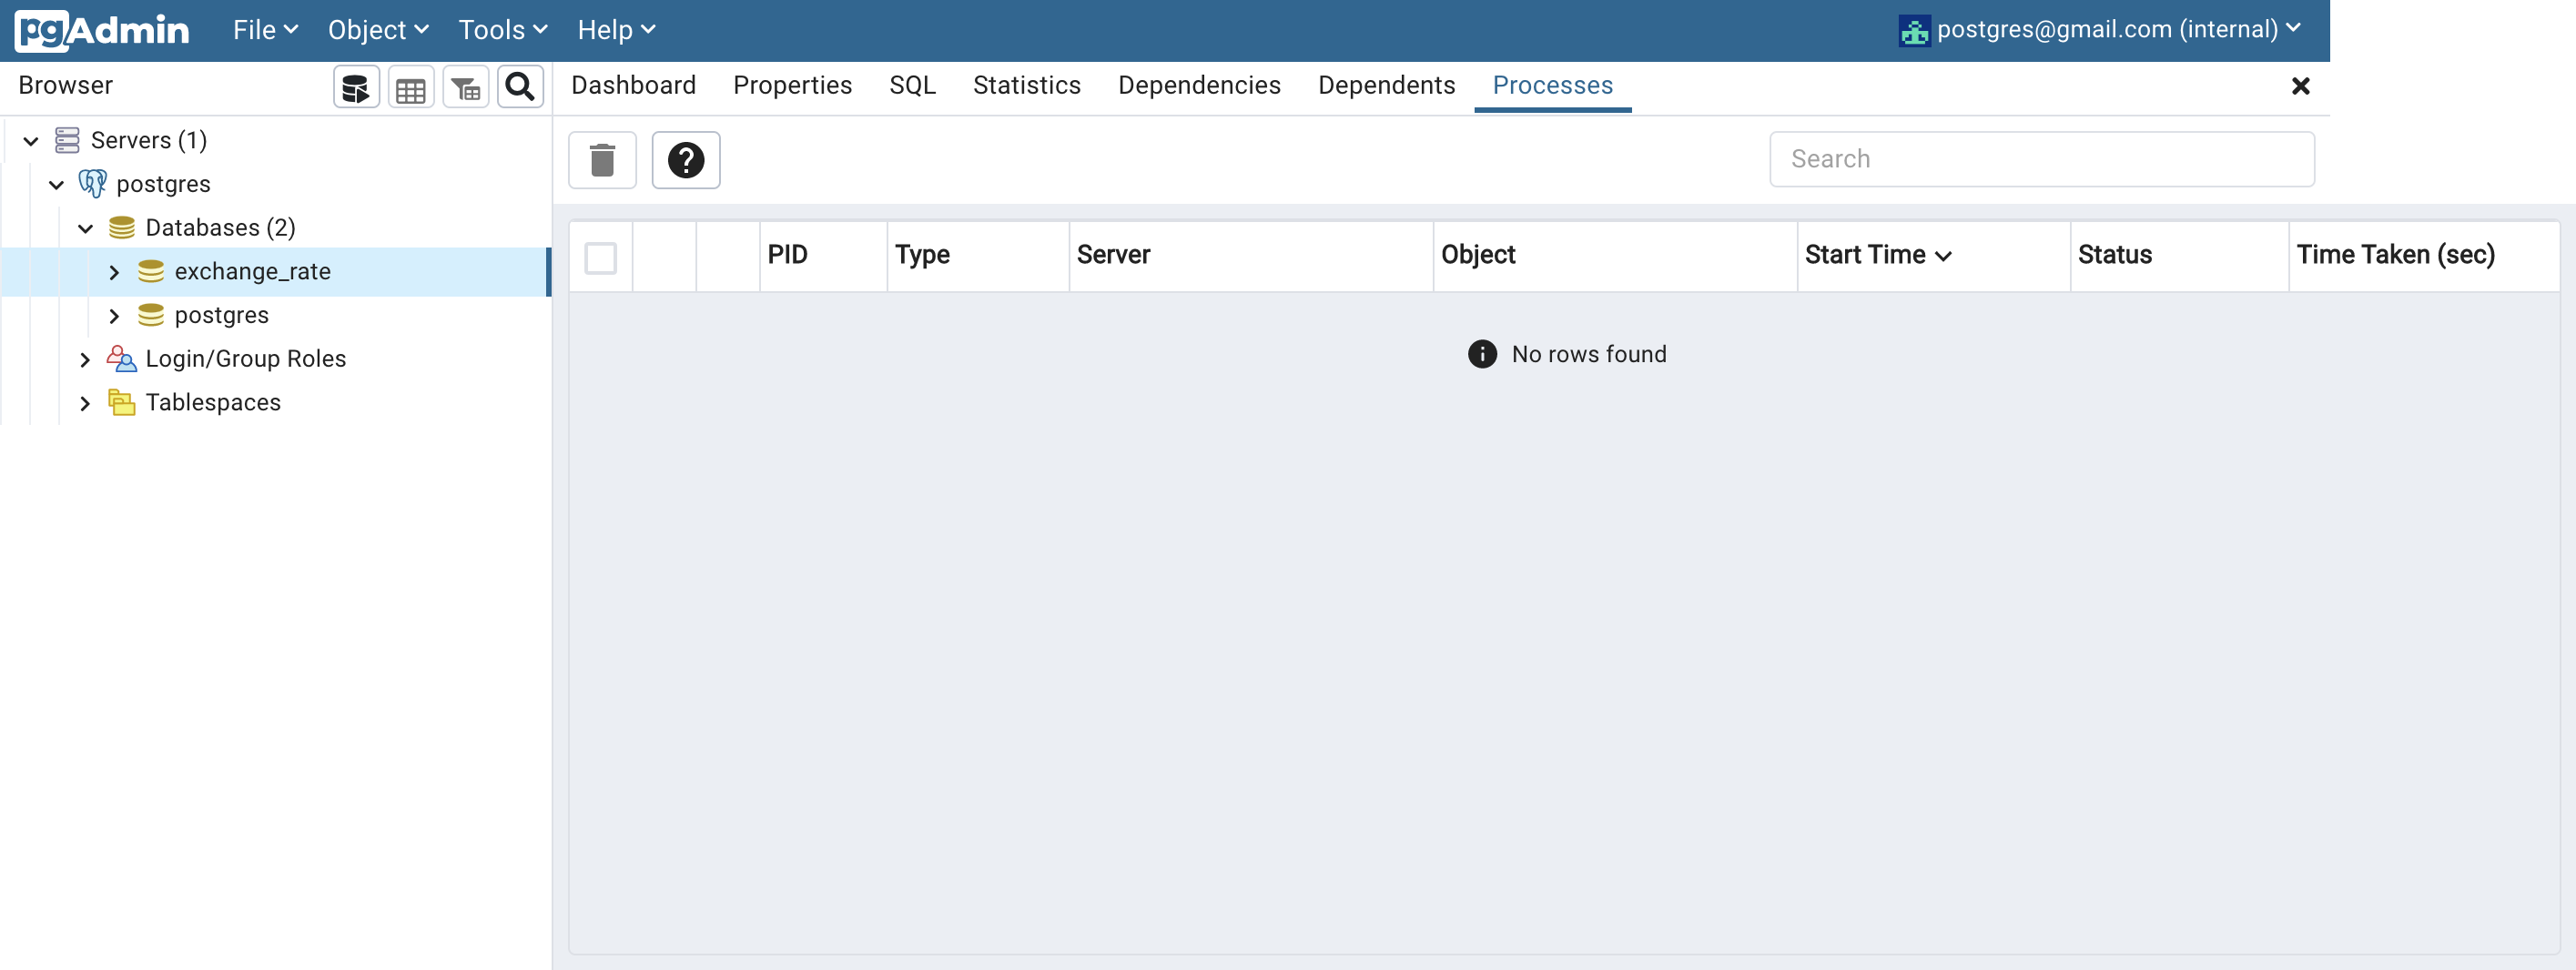 pgAdmin File Object Tools Help postgres@gmail.com (internal)
Browser Dashboard Properties SQL Statistics Dependencies Dependents Processes
Servers (1)
Search
postgres
Databases (2)
PID Type Server Object Start Time Status Time Taken (sec)
exchange_rate
postgres
No rows found
Login/Group Roles
Tablespaces